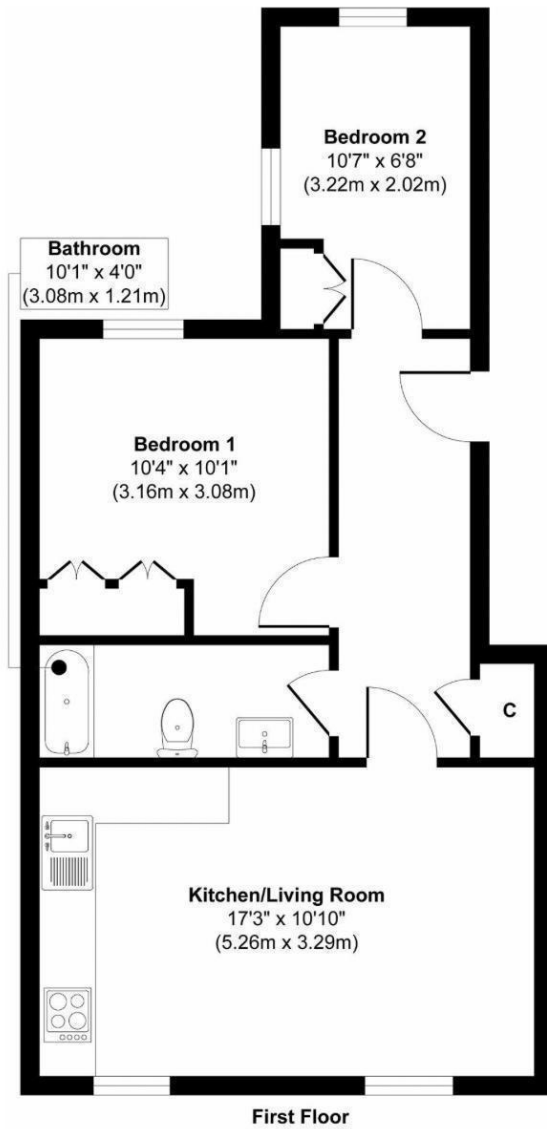 Bedroom 2
10'7" x 6'8"
(3.22m x 2.02m)
Bathroom
10'1" x 4'0"
(3.08m x 1.21m)
Bedroom 1
10'4" x 10'1"
(3.16m x 3.08m)
C
Kitchen/Living Room
17'3" x 10'10"
(5.26m x 3.29m)
First Floor